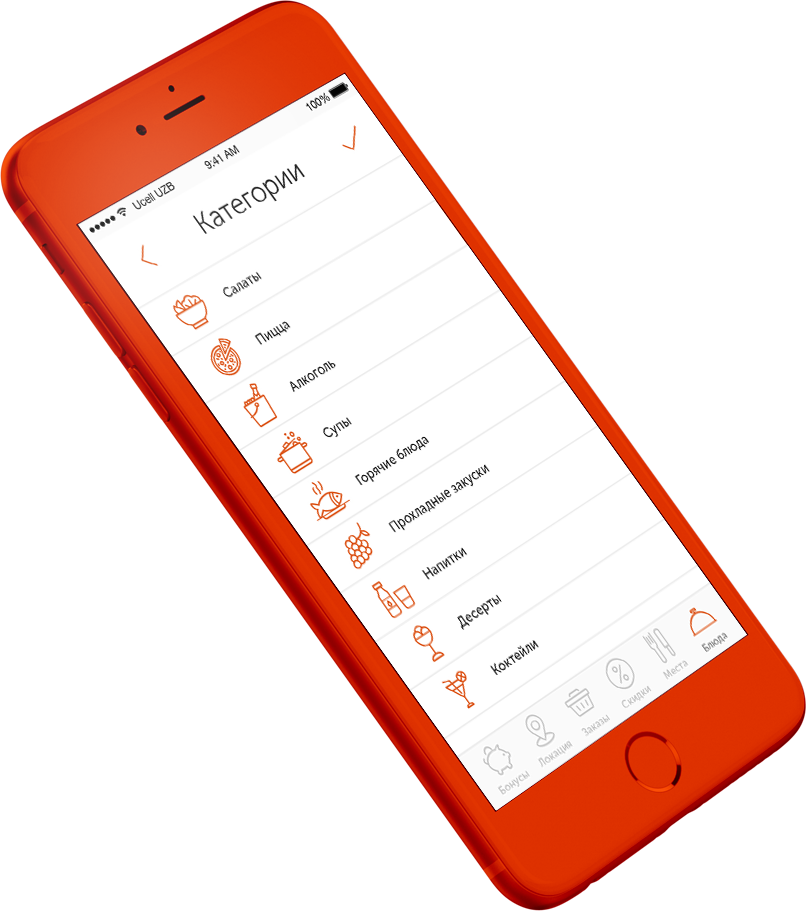 Ucell UZB 9:41 AM 100%
Категории
Салаты
Пицца
Алкоголь
Супы
Горячие блюда
Прохладные закуски
Напитки
Десерты
Коктейли
Бонусы Локация Заказы Скидки Места Блюда